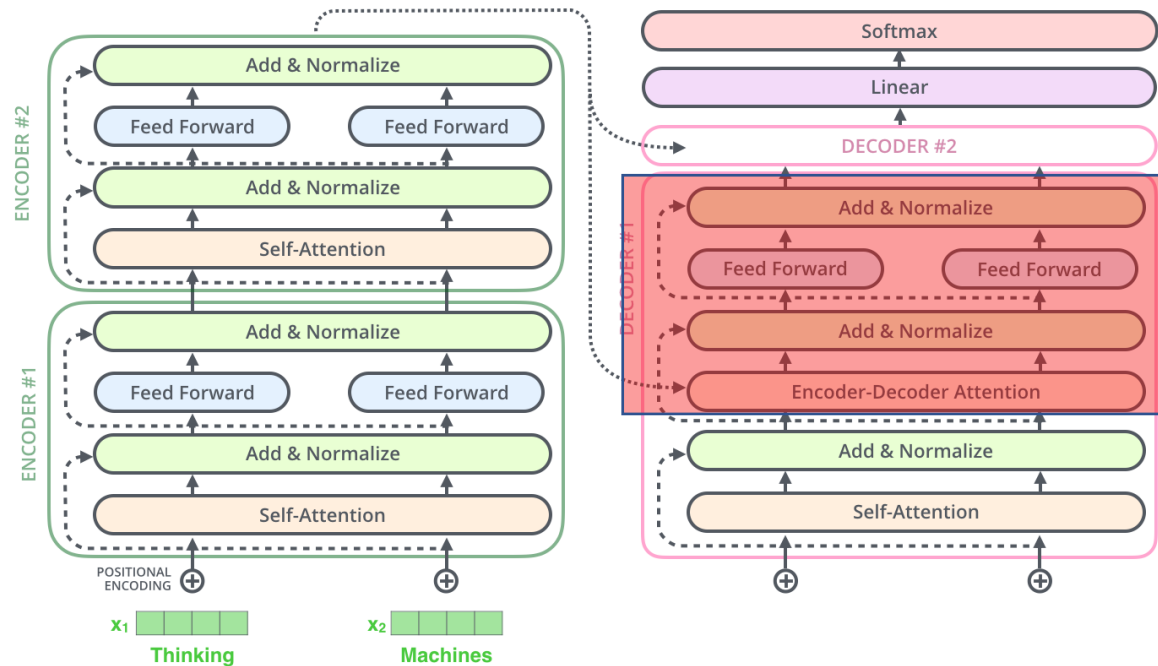 ENCODER #2
Add & Normalize
Feed Forward Feed Forward
Add & Normalize
Self-Attention
ENCODER #1
Add & Normalize
Feed Forward Feed Forward
Add & Normalize
Self-Attention
POSITIONAL
ENCODING
x₁ x₂
Thinking Machines
Softmax
Linear
DECODER #2
DECODER #1
Add & Normalize
Feed Forward Feed Forward
Add & Normalize
Encoder-Decoder Attention
Add & Normalize
Self-Attention